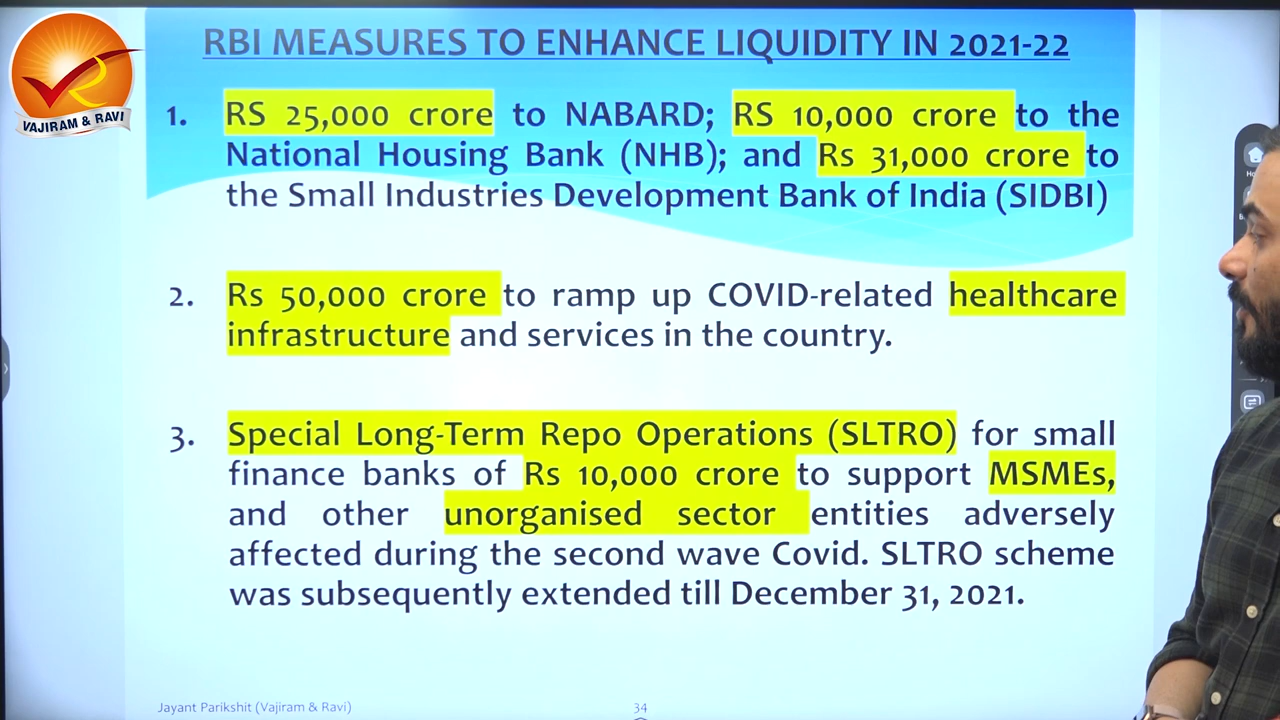 RBI MEASURES TO ENHANCE LIQUIDITY IN 2021-22
VAJIRAM & RAVI
1. RS 25,000 crore to NABARD; RS 10,000 crore to the
National Housing Bank (NHB); and Rs 31,000 crore to
the Small Industries Development Bank of India (SIDBI)
2. Rs 50,000 crore to ramp up COVID-related healthcare
infrastructure and services in the country.
3. Special Long-Term Repo Operations (SLTRO) for small
finance banks of Rs 10,000 crore to support MSMEs,
and other unorganised sector entities adversely
affected during the second wave Covid. SLTRO scheme
was subsequently extended till December 31, 2021.
Jayant Parikshit (Vajiram & Ravi)
34